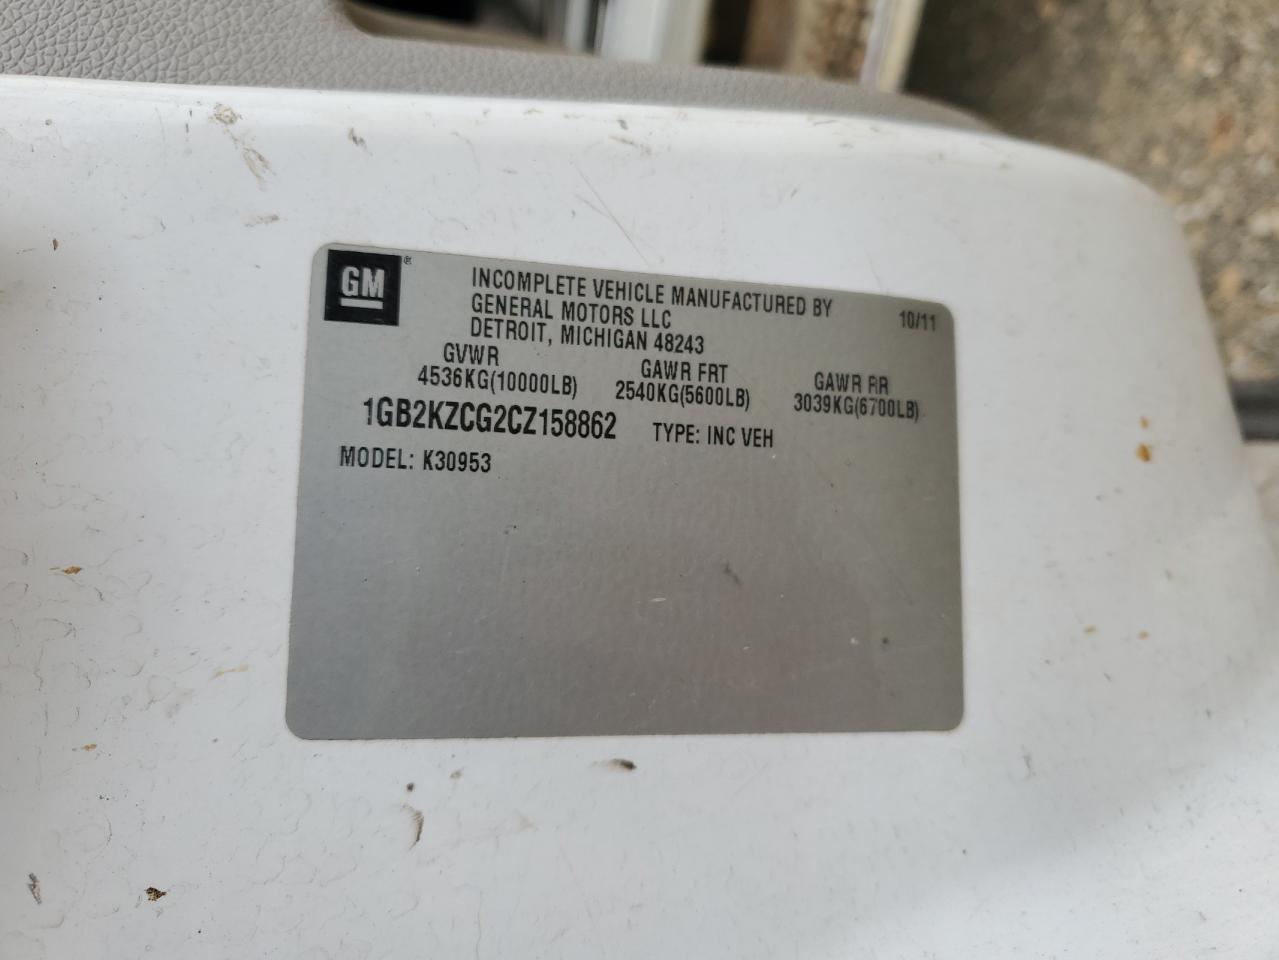 GM ®
INCOMPLETE VEHICLE MANUFACTURED BY 10/11
GENERAL MOTORS LLC
DETROIT, MICHIGAN 48243
GVWR GAWR FRT GAWR RR
4536KG(10000LB) 2540KG(5600LB) 3039KG(6700LB)
1GB2KZCG2CZ158862 TYPE: INC VEH
MODEL: K30953